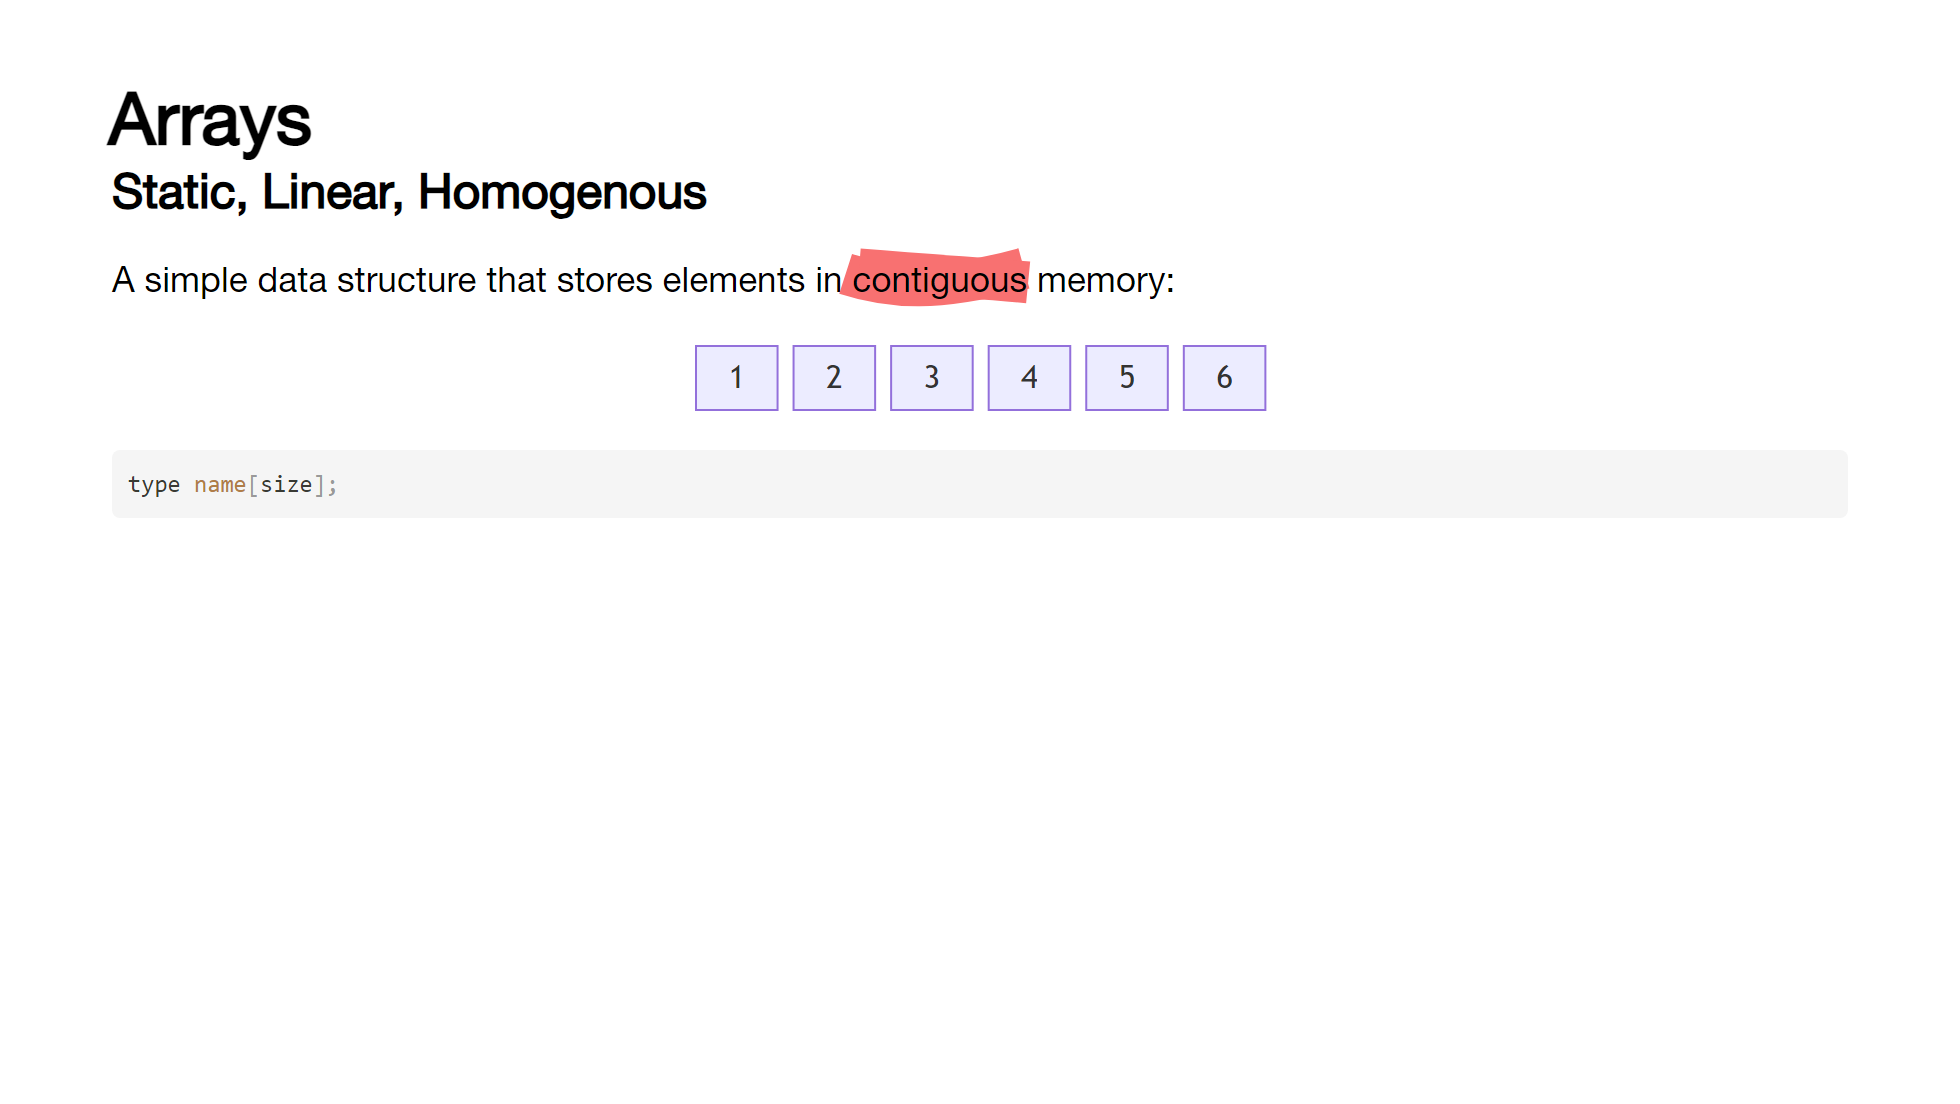 Arrays
Static, Linear, Homogenous
A simple data structure that stores elements in contiguous memory:
1 2 3 4 5 6
type name[size];